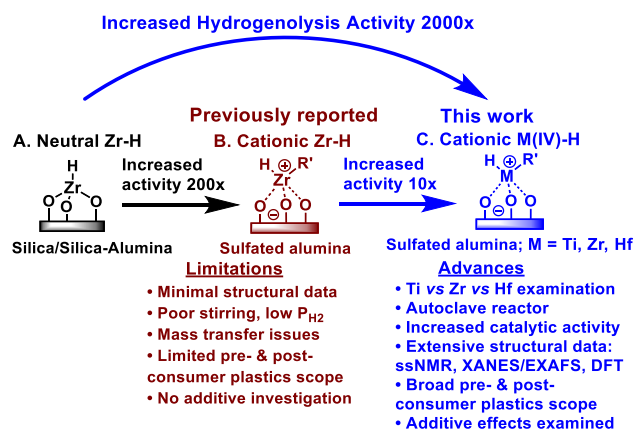 Increased Hydrogenolysis Activity 2000x
Previously reported
This work
A. Neutral Zr-H
B. Cationic Zr-H
C. Cationic M(IV)-H
H
Zr
O
O
O
Increased
activity 200x
H ⊕ R'
Zr
O O O
⊖
Increased
activity 10x
H ⊕ R'
M
O O O
⊖
Silica/Silica-Alumina
Sulfated alumina
Sulfated alumina; M = Ti, Zr, Hf
Limitations
• Minimal structural data
• Poor stirring, low PH2
• Mass transfer issues
• Limited pre- & post-
consumer plastics scope
• No additive investigation
Advances
• Ti vs Zr vs Hf examination
• Autoclave reactor
• Increased catalytic activity
• Extensive structural data:
ssNMR, XANES/EXAFS, DFT
• Broad pre- & post-
consumer plastics scope
• Additive effects examined